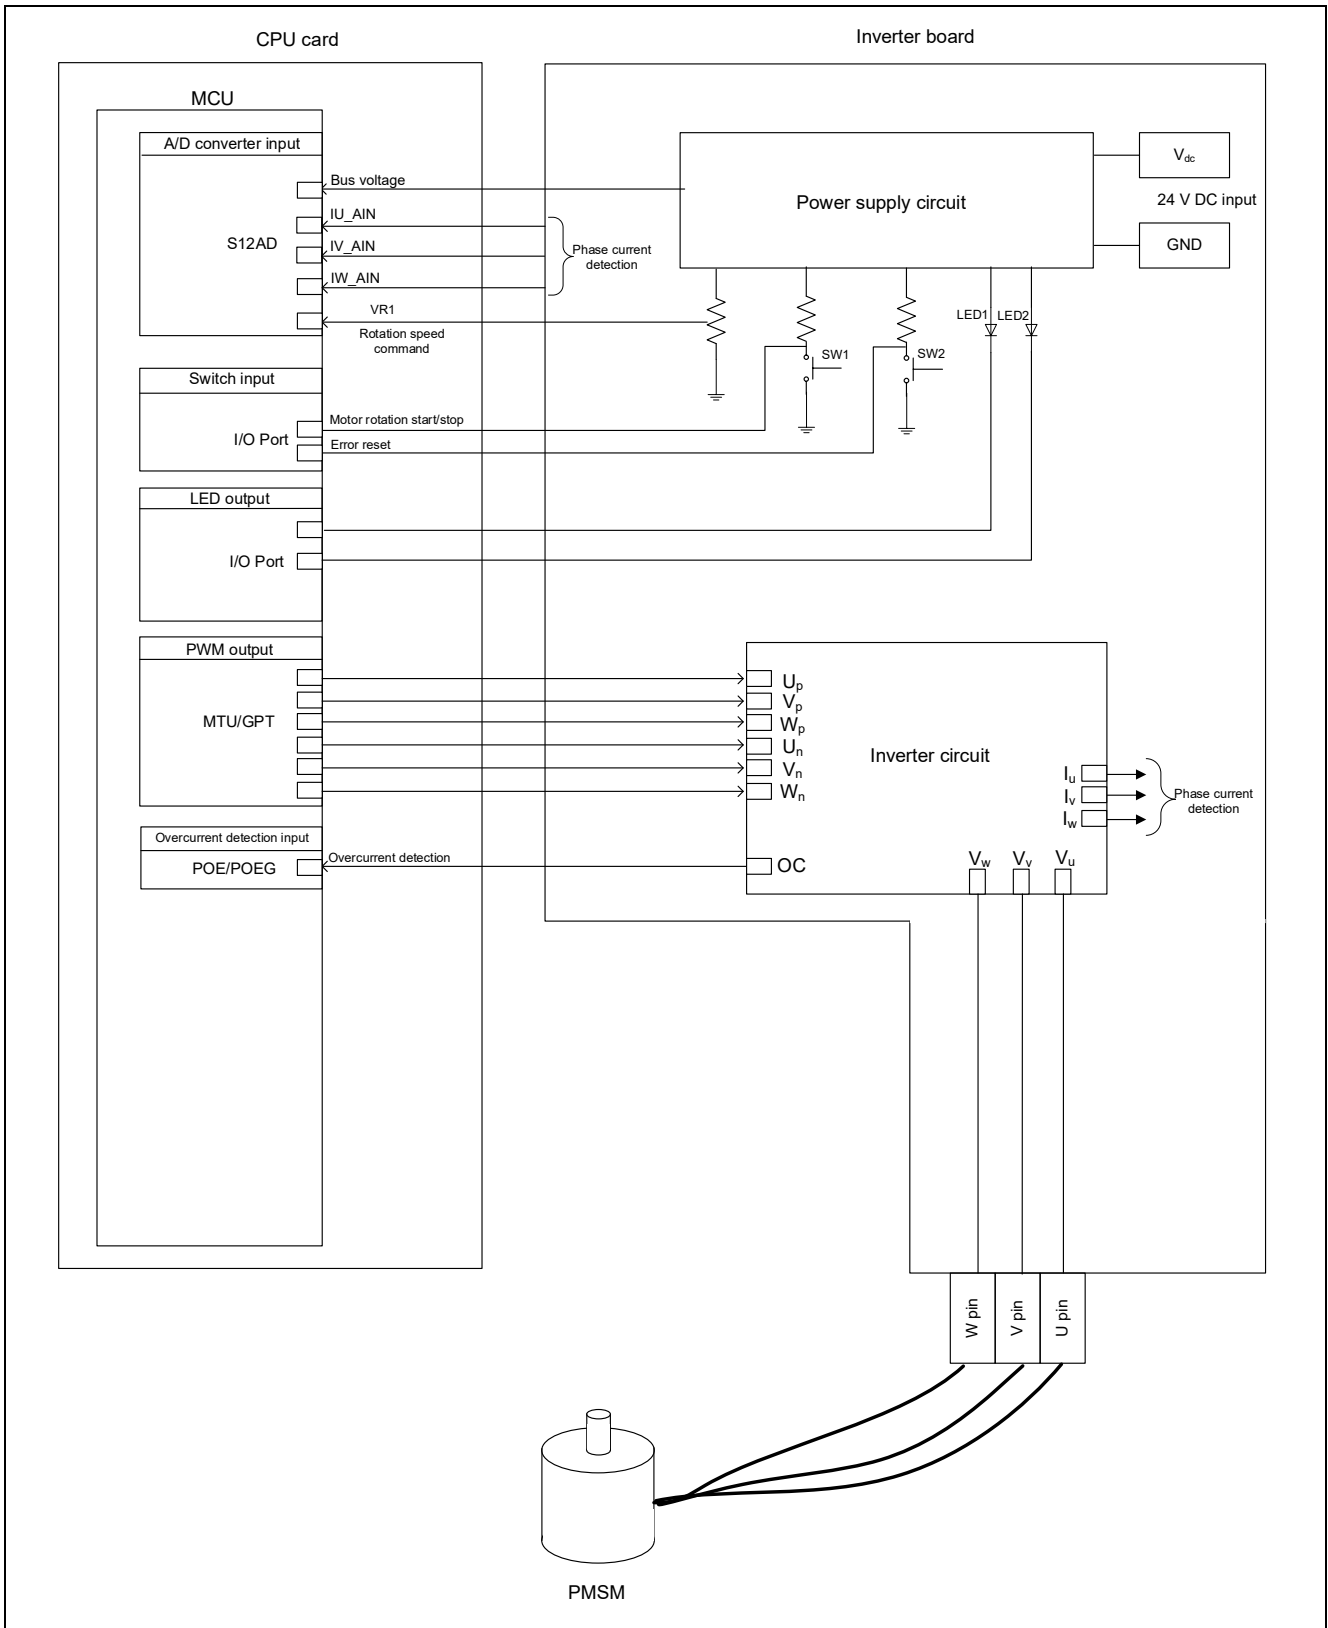 CPU card
Inverter board
MCU
A/D converter input
Bus voltage
IU_AIN
IV_AIN
IW_AIN
S12AD
Phase current
detection
VR1
Rotation speed
command
Power supply circuit
Vdc
24 V DC input
GND
LED1
LED2
SW1
SW2
Switch input
I/O Port
Motor rotation start/stop
Error reset
LED output
I/O Port
PWM output
MTU/GPT
Up
Vp
Wp
Un
Vn
Wn
Inverter circuit
Iu
Iv
Iw
Phase current
detection
Overcurrent detection input
POE/POEG
Overcurrent detection
OC
Vw
Vv
Vu
W pin
V pin
U pin
PMSM